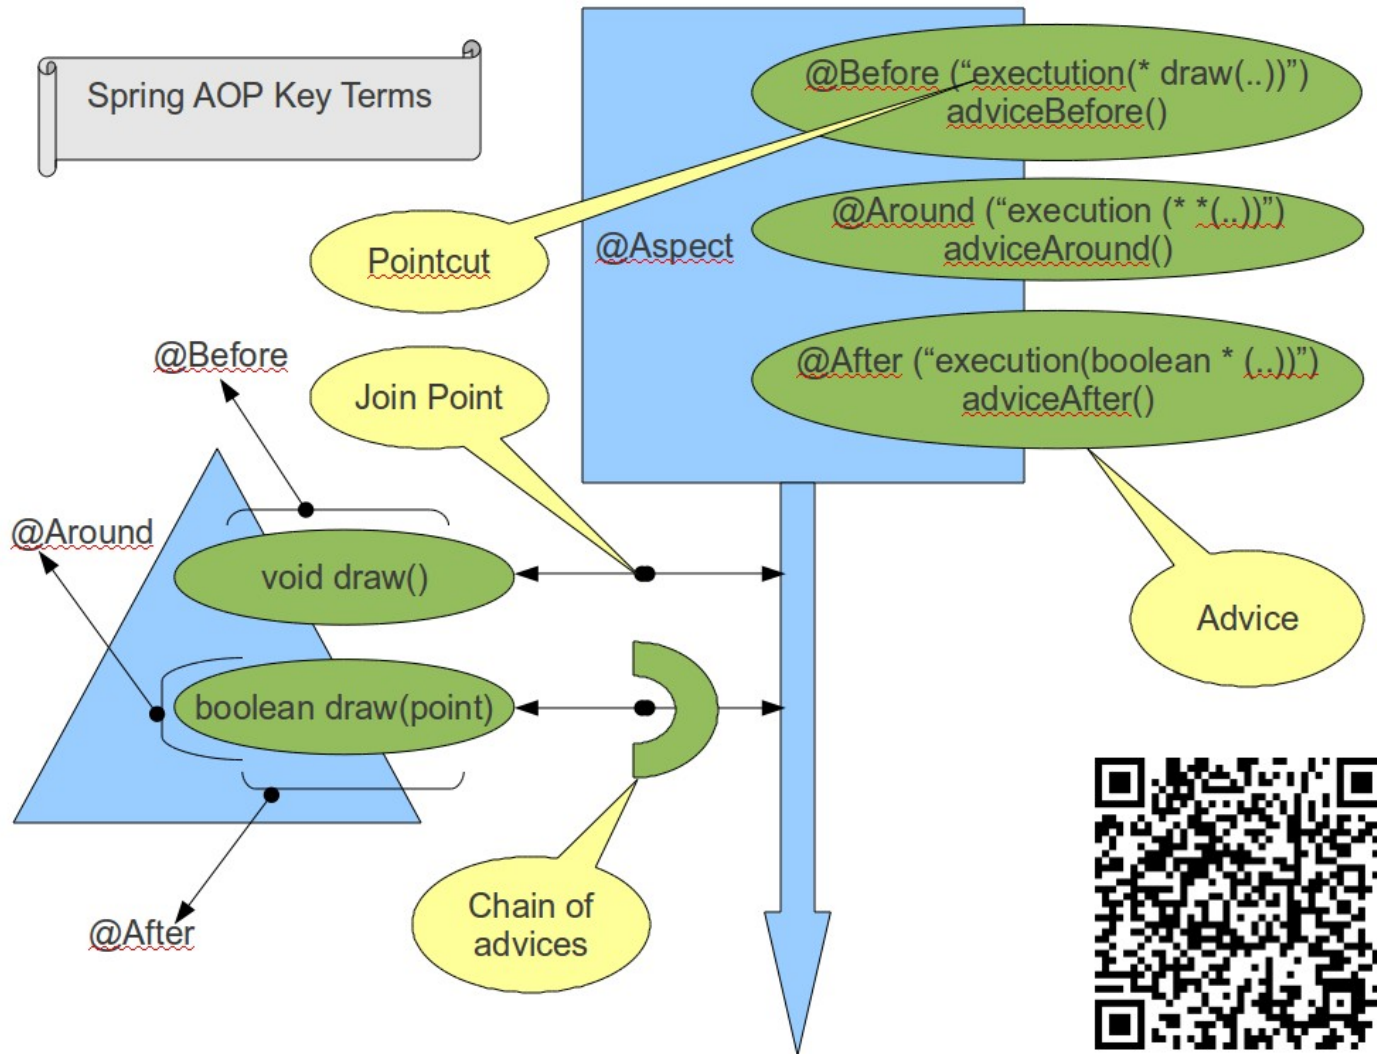 Spring AOP Key Terms
@Before (“exectution(* draw(..))”)
adviceBefore()
@Around (“execution (* *(..))”)
adviceAround()
Pointcut
@Aspect
@After (“execution(boolean * (..))”)
adviceAfter()
@Before
Join Point
@Around
void draw()
Advice
boolean draw(point)
Chain of
advices
@After